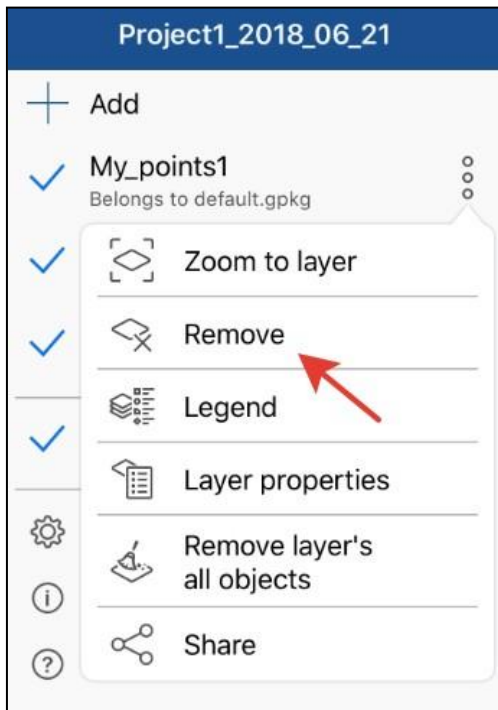 Project1_2018_06_21
Add
My_points1
Belongs to default.gpkg
Zoom to layer
Remove
Legend
Layer properties
Remove layer's
all objects
Share